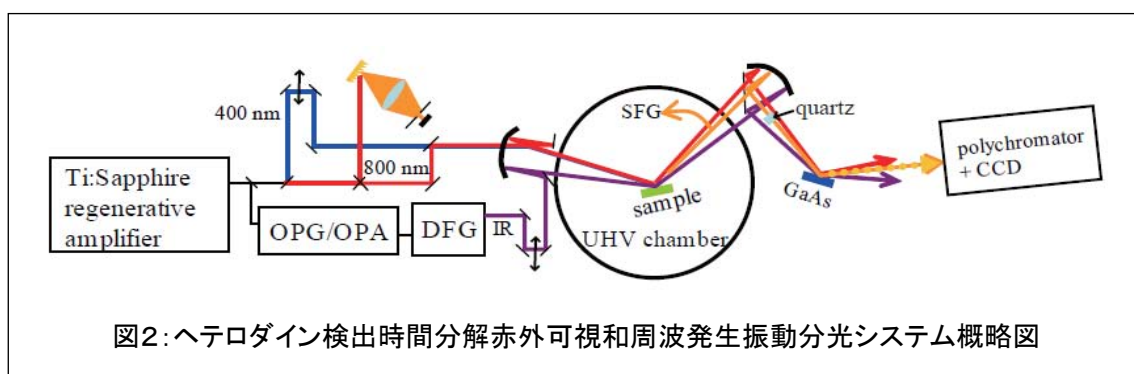 400 nm
800 nm
Ti:Sapphire
regenerative
amplifier
OPG/OPA
DFG
IR
SFG
sample
UHV chamber
quartz
GaAs
polychromator
+ CCD
図2:ヘテロダイン検出時間分解赤外可視和周波発生振動分光システム概略図